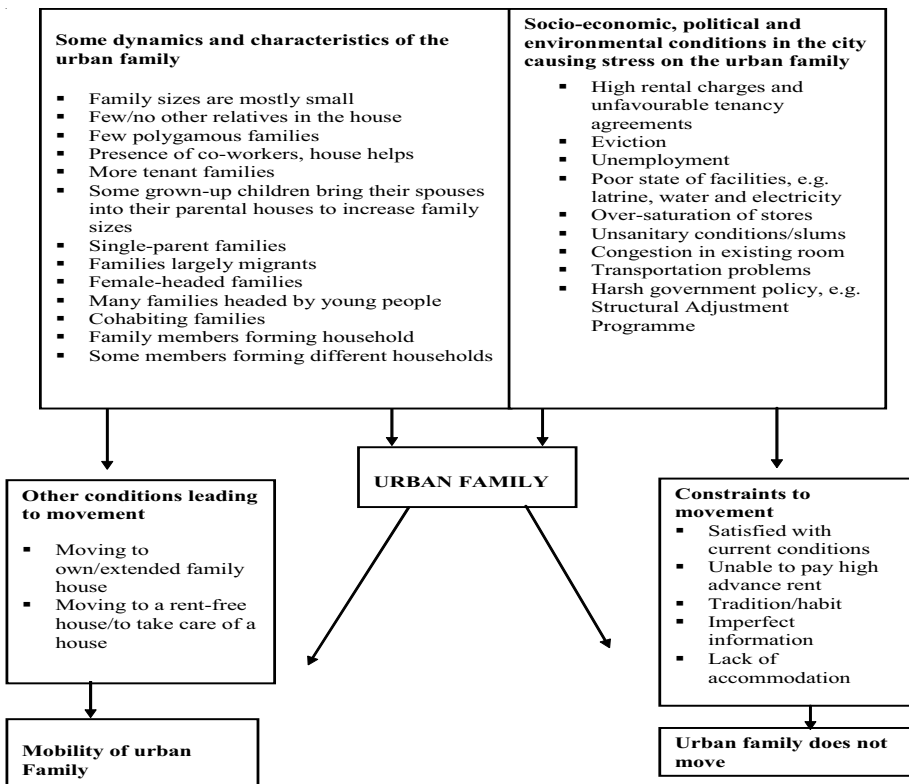 Some dynamics and characteristics of the
urban family
▪ Family sizes are mostly small
▪ Few/no other relatives in the house
▪ Few polygamous families
▪ Presence of co-workers, house helps
▪ More tenant families
▪ Some grown-up children bring their spouses
into their parental houses to increase family
sizes
▪ Single-parent families
▪ Families largely migrants
▪ Female-headed families
▪ Many families headed by young people
▪ Cohabiting families
▪ Family members forming household
▪ Some members forming different households
Socio-economic, political and
environmental conditions in the city
causing stress on the urban family
▪ High rental charges and
unfavourable tenancy
agreements
▪ Eviction
▪ Unemployment
▪ Poor state of facilities, e.g.
latrine, water and electricity
▪ Over-saturation of stores
▪ Unsanitary conditions/slums
▪ Congestion in existing room
▪ Transportation problems
▪ Harsh government policy, e.g.
Structural Adjustment
Programme
URBAN FAMILY
Other conditions leading
to movement
▪ Moving to
own/extended family
house
▪ Moving to a rent-free
house/to take care of a
house
Constraints to
movement
▪ Satisfied with
current conditions
▪ Unable to pay high
advance rent
▪ Tradition/habit
▪ Imperfect
information
▪ Lack of
accommodation
Mobility of urban
Family
Urban family does not
move